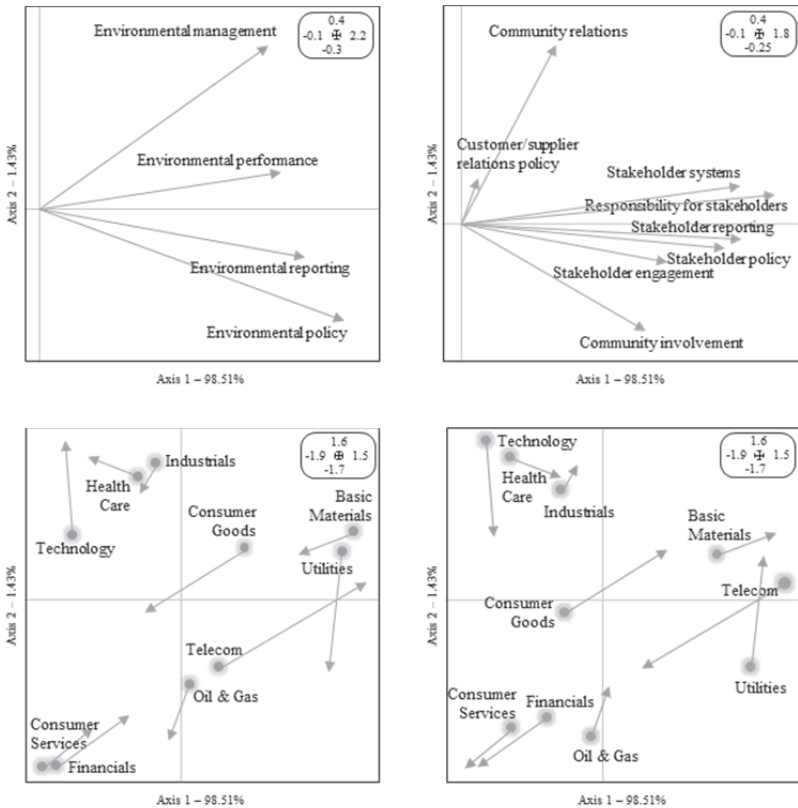 Environmental management
0.4
-0.1 ✠ 2.2
-0.3
Environmental performance
Environmental reporting
Environmental policy
Axis 2 – 1.43%
Axis 1 – 98.51%
Community relations
0.4
-0.1 ✠ 1.8
-0.25
Customer/supplier
relations policy
Stakeholder systems
Responsibility for stakeholders
Stakeholder reporting
Stakeholder policy
Stakeholder engagement
Community involvement
Axis 2 – 1.43%
Axis 1 – 98.51%
1.6
-1.9 ✠ 1.5
-1.7
Industrials
Health
Care
Technology
Consumer
Goods
Basic
Materials
Utilities
Telecom
Oil & Gas
Consumer
Services
Financials
Axis 2 – 1.43%
Axis 1 – 98.51%
1.6
-1.9 ✠ 1.5
-1.7
Technology
Health
Care
Industrials
Basic
Materials
Telecom
Consumer
Goods
Utilities
Consumer
Services
Financials
Oil & Gas
Axis 2 – 1.43%
Axis 1 – 98.51%